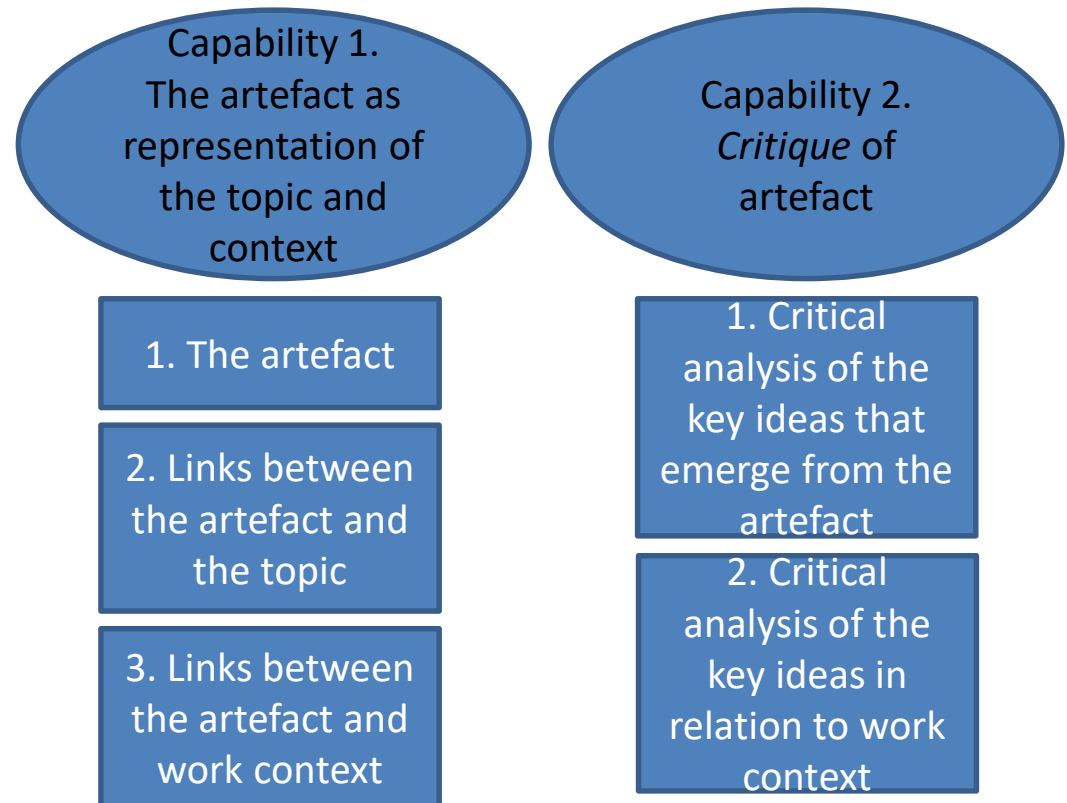 Capability 1.
The artefact as
representation of
the topic and
context
1. The artefact
2. Links between
the artefact and
the topic
3. Links between
the artefact and
work context
Capability 2.
Critique of
artefact
1. Critical
analysis of the
key ideas that
emerge from the
artefact
2. Critical
analysis of the
key ideas in
relation to work
context